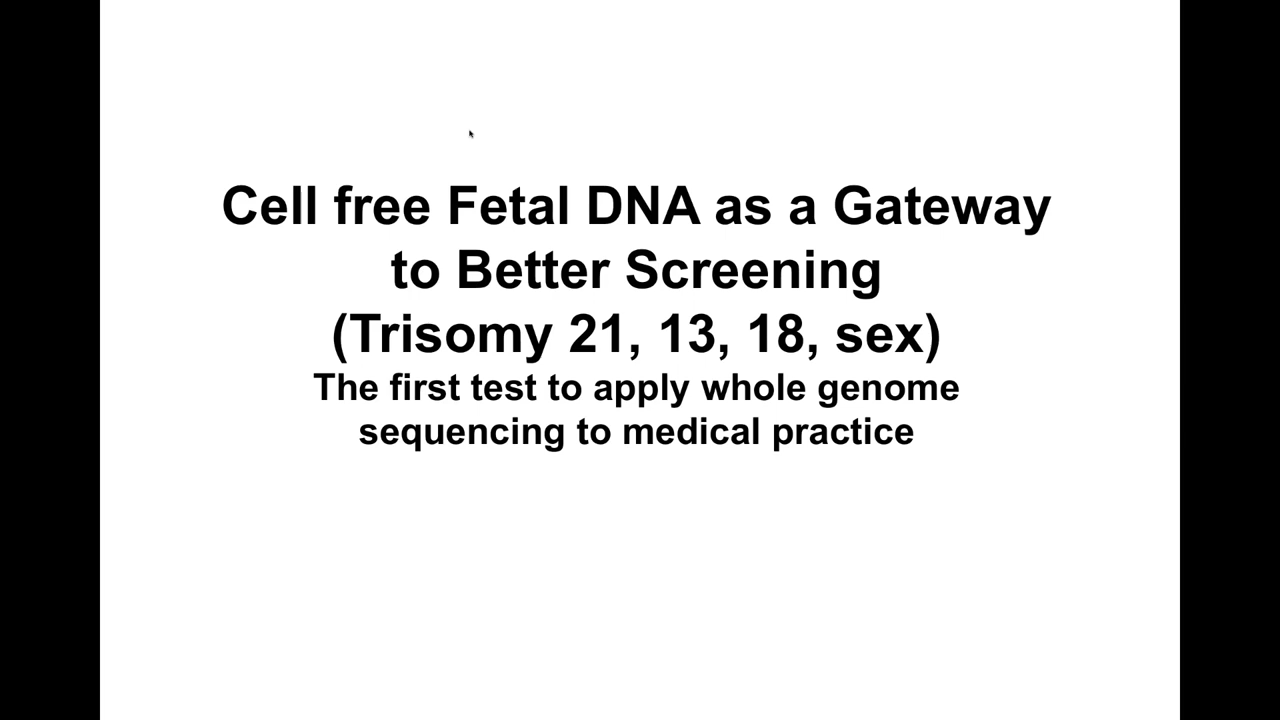 Cell free Fetal DNA as a Gateway
to Better Screening
(Trisomy 21, 13, 18, sex)
The first test to apply whole genome
sequencing to medical practice